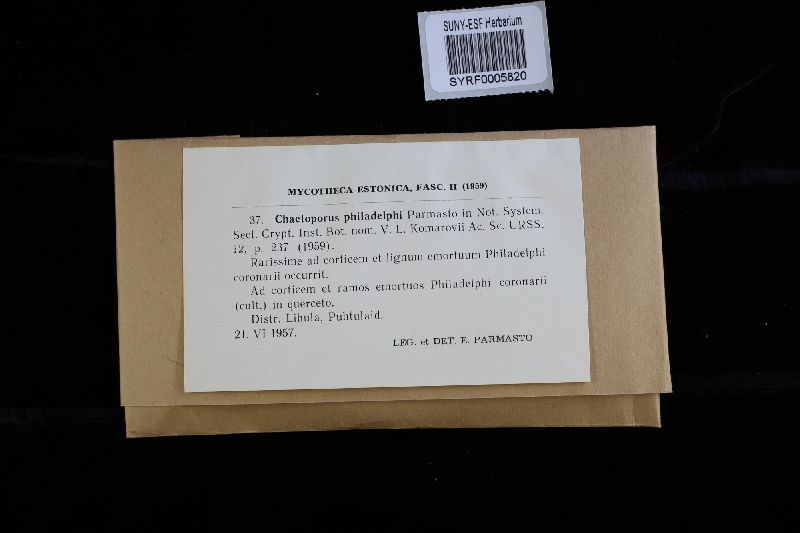 SUNY-ESF Herbarium
SYRF0005820
MYCOTHECA ESTONICA, FASC. II (1959)
37. Chaetoporus philadelphi Parmasto in Not. System.
Sect. Crypt. Inst. Bot. nom. V. L. Komarovii Ac. Sc. URSS,
12, p. 237 (1959).
Rarissime ad corticem et lignum emortuum Philadelphi
coronarii occurrit.
Ad corticem et ramos emortuos Philadelphi coronarii
(cult.) in querceto.
Distr. Lihula, Puhtulaid.
21. VI 1957.
LEG. et DET. E. PARMASTO